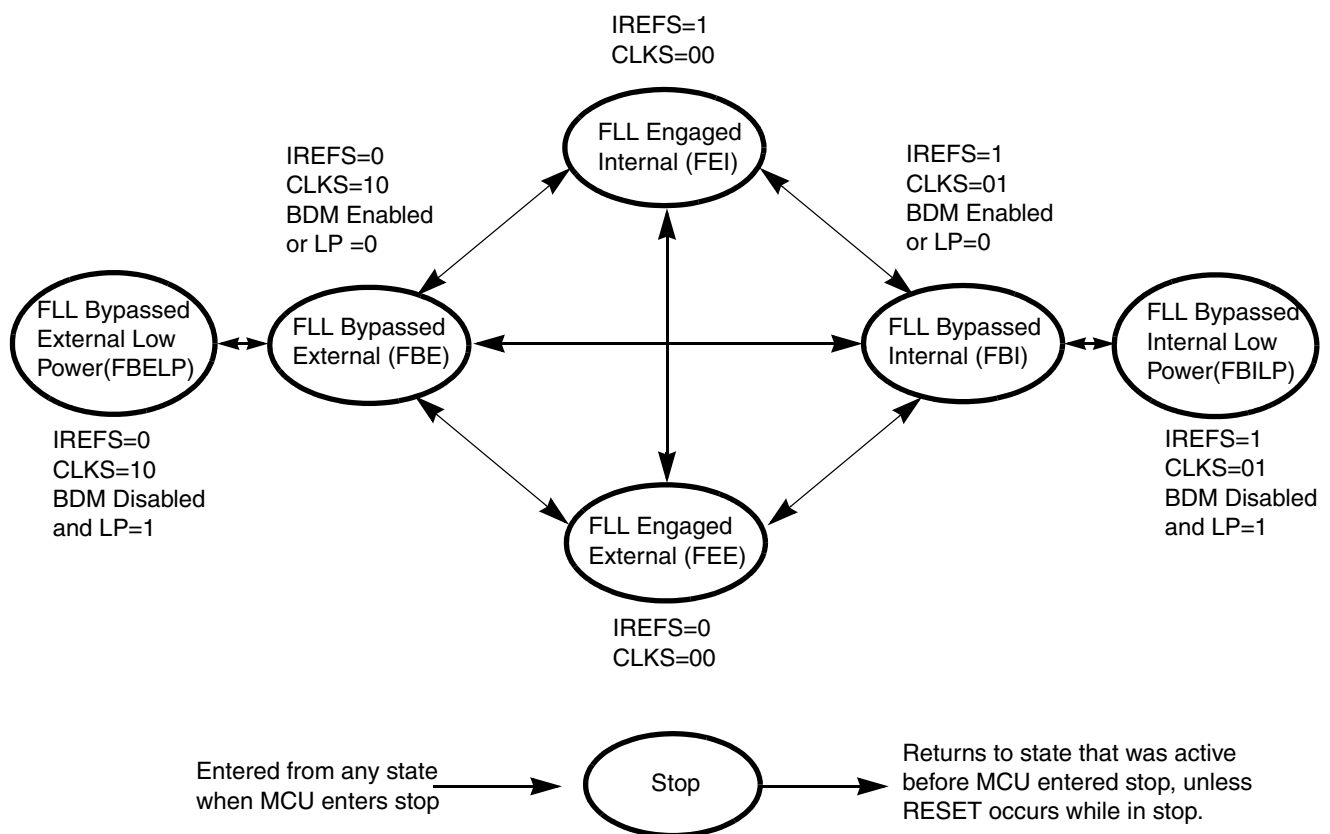 IREFS=1
CLKS=00
FLL Engaged
Internal (FEI)
IREFS=0
CLKS=10
BDM Enabled
or LP =0
IREFS=1
CLKS=01
BDM Enabled
or LP=0
FLL Bypassed
External Low
Power(FBELP)
FLL Bypassed
External (FBE)
FLL Bypassed
Internal (FBI)
FLL Bypassed
Internal Low
Power(FBILP)
IREFS=0
CLKS=10
BDM Disabled
and LP=1
IREFS=1
CLKS=01
BDM Disabled
and LP=1
FLL Engaged
External (FEE)
IREFS=0
CLKS=00
Entered from any state
when MCU enters stop
Stop
Returns to state that was active
before MCU entered stop, unless
RESET occurs while in stop.